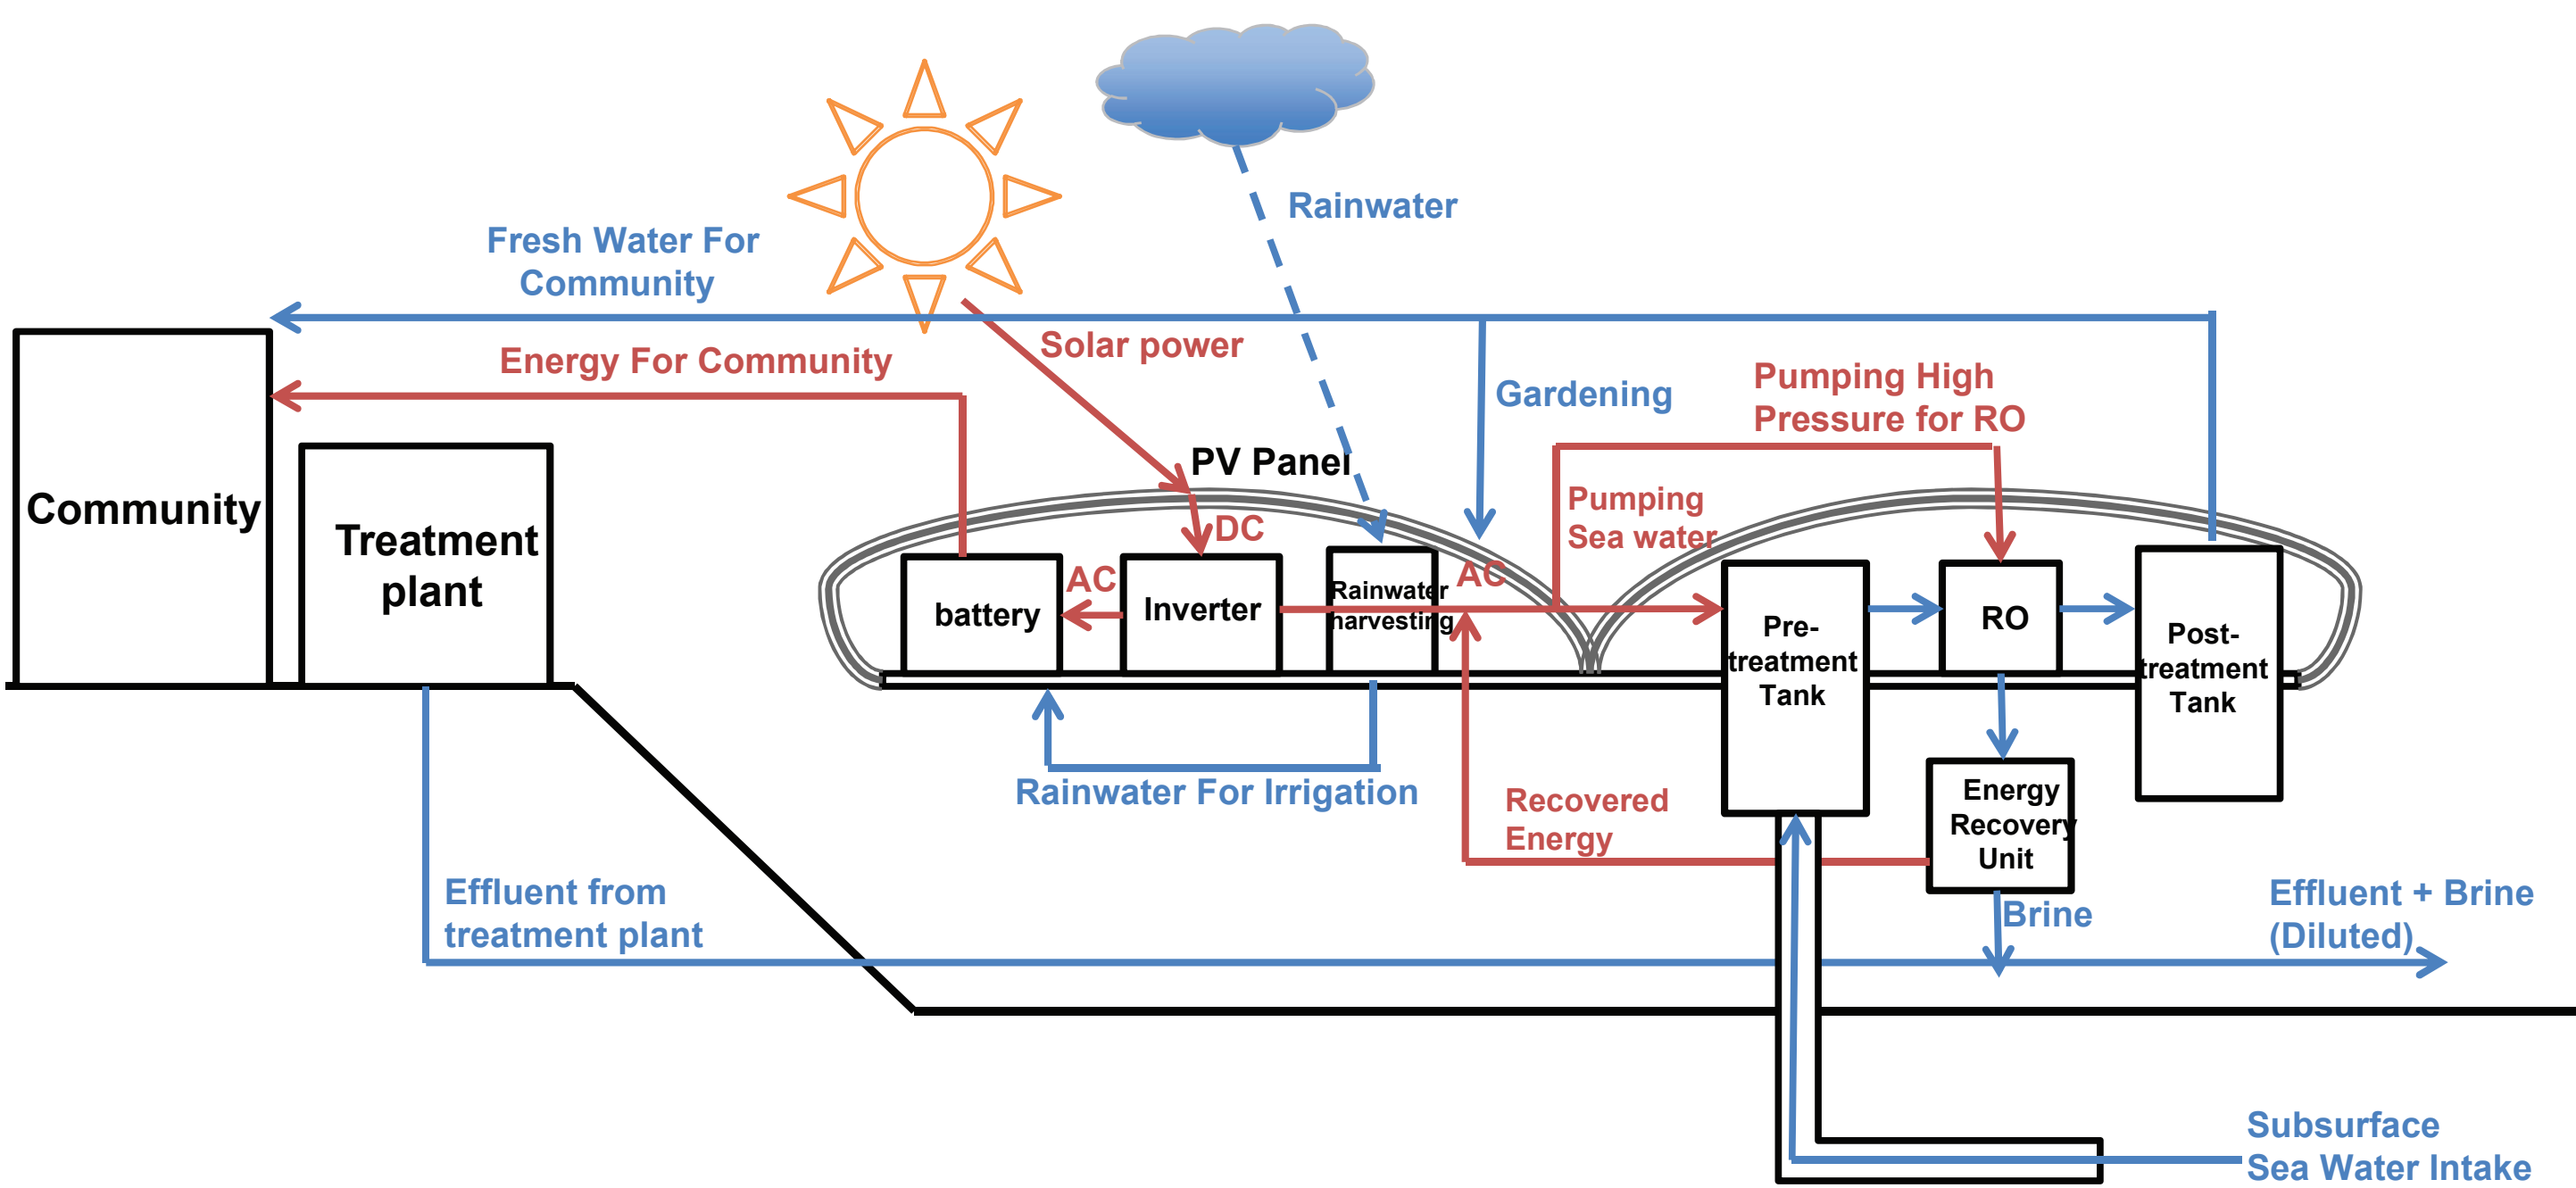 Rainwater
Fresh Water For
Community
Solar power
Energy For Community
Gardening
Pumping High
Pressure for RO
PV Panel
Community
Treatment
plant
DC
Pumping
Sea water
AC
AC
battery
Inverter
Rainwater
harvesting
Pre-
treatment
Tank
RO
Post-
treatment
Tank
Rainwater For Irrigation
Recovered
Energy
Energy
Recovery
Unit
Effluent from
treatment plant
Brine
Effluent + Brine
(Diluted)
Subsurface
Sea Water Intake